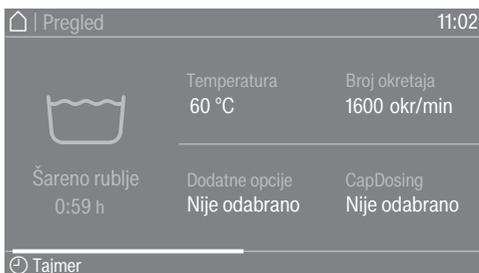 | Pregled 11:02
Temperatura
60 °C
Broj okretaja
1600 okr/min
Šareno rublje
0:59 h
Dodatne opcije
Nije odabrano
CapDosing
Nije odabrano
Tajmer